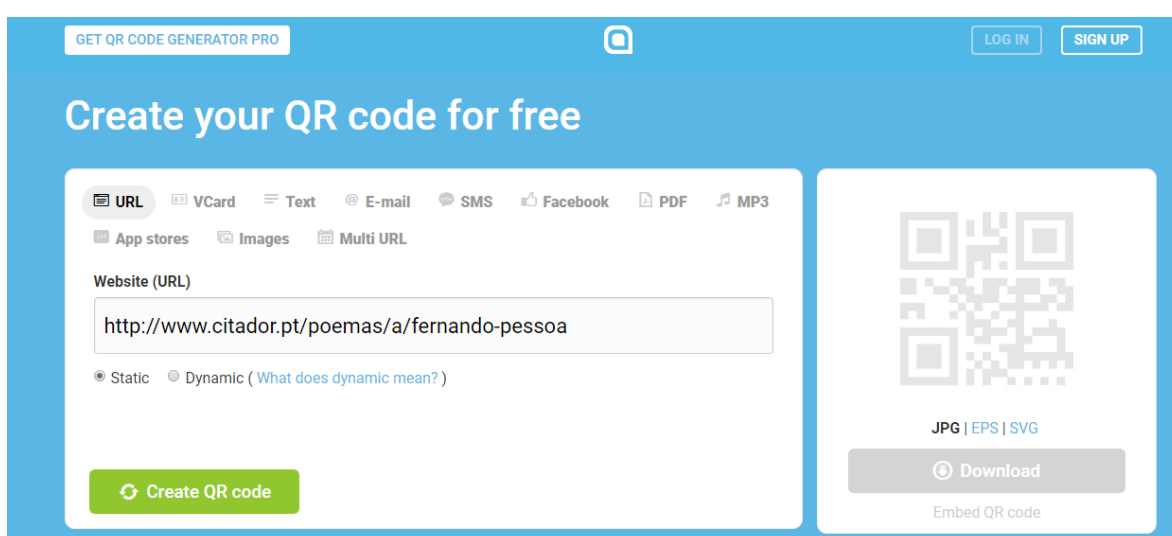 GET QR CODE GENERATOR PRO
LOG IN
SIGN UP
Create your QR code for free
URL VCard Text @ E-mail SMS Facebook PDF MP3
App stores Images Multi URL
Website (URL)
http://www.citador.pt/poemas/a/fernando-pessoa
Static Dynamic ( What does dynamic mean? )
Create QR code
JPG | EPS | SVG
Download
Embed QR code